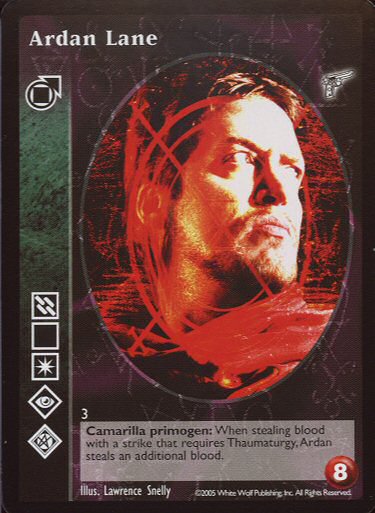 Ardan Lane
3
Camarilla primogen: When stealing blood
with a strike that requires Thaumaturgy, Ardan
steals an additional blood.
8
Illus. Lawrence Snelly
©2005 White Wolf Publishing, Inc. All Rights Reserved.